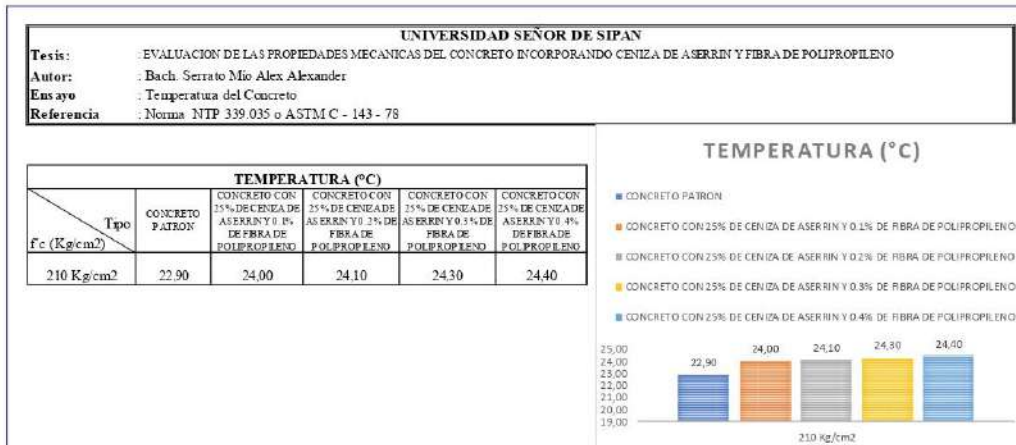 UNIVERSIDAD SEÑOR DE SIPAN
Tesis: : EVALUACION DE LAS PROPIEDADES MECANICAS DEL CONCRETO INCORPORANDO CENIZA DE ASERRIN Y FIBRA DE POLIPROPILENO
Autor: : Bach. Serrato Mio Alex Alexander
Ensayo : Temperatura del Concreto
Referencia : Norma NTP 339.035 o ASTM C - 143 - 78
TEMPERATURA (°C)
Tipo
f'c (Kg/cm2)
CONCRETO
PATRON
CONCRETO CON
25% DE CENIZA DE
ASERRIN Y 0.1%
DE FIBRA DE
POLIPROPILENO
CONCRETO CON
25% DE CENIZA DE
ASERRIN Y 0.2% DE
FIBRA DE
POLIPROPILENO
CONCRETO CON
25% DE CENIZA DE
ASERRIN Y 0.3% DE
FIBRA DE
POLIPROPILENO
CONCRETO CON
25% DE CENIZA DE
ASERRIN Y 0.4%
DE FIBRA DE
POLIPROPILENO
210 Kg/cm2 22,90 24,00 24,10 24,30 24,40
TEMPERATURA (°C)
CONCRETO PATRON
CONCRETO CON 25% DE CENIZA DE ASERRIN Y 0.1% DE FIBRA DE POLIPROPILENO
CONCRETO CON 25% DE CENIZA DE ASERRIN Y 0.2% DE FIBRA DE POLIPROPILENO
CONCRETO CON 25% DE CENIZA DE ASERRIN Y 0.3% DE FIBRA DE POLIPROPILENO
CONCRETO CON 25% DE CENIZA DE ASERRIN Y 0.4% DE FIBRA DE POLIPROPILENO
22,90 24,00 24,10 24,30 24,40
25,00
24,00
23,00
22,00
21,00
20,00
19,00
210 Kg/cm2